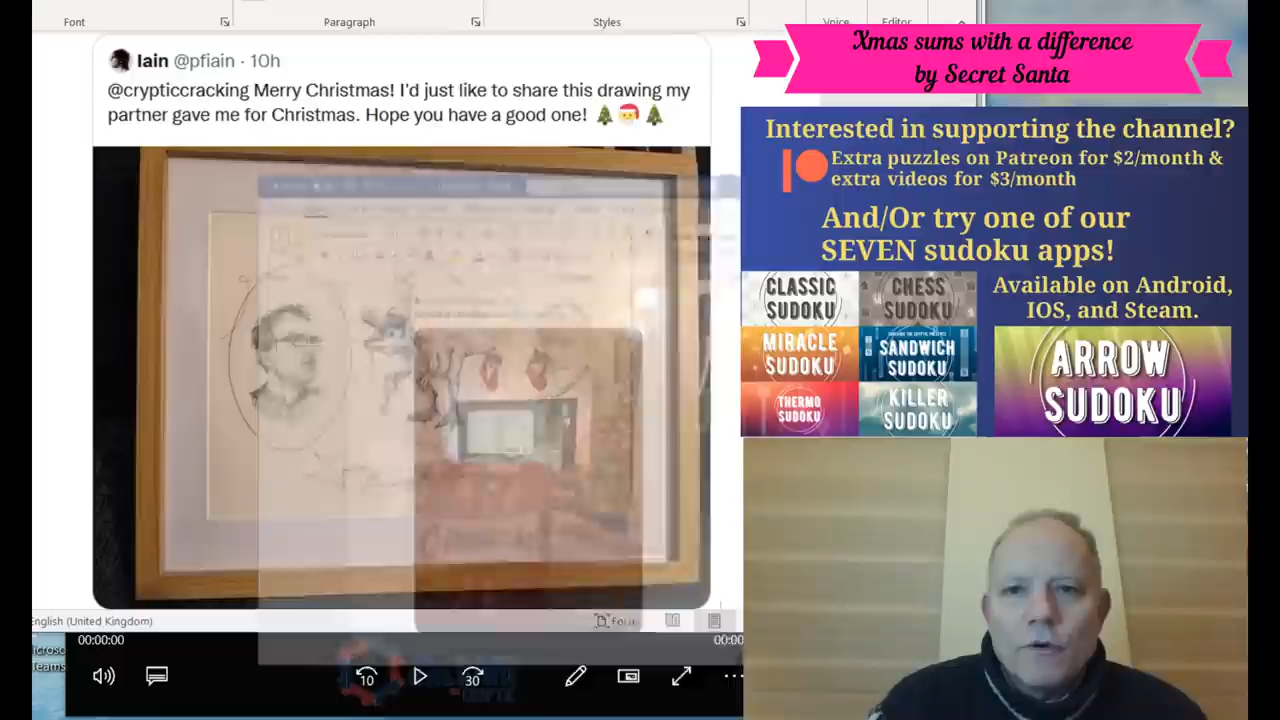 Font
Paragraph
Styles
Voice
Editor
Iain @pfiain · 10h
@crypticcracking Merry Christmas! I'd just like to share this drawing my
partner gave me for Christmas. Hope you have a good one! 🎄🎅🎄
English (United Kingdom)
Focus
Teams
00:00:00
00:00
10
30
Xmas sums with a difference
by Secret Santa
Interested in supporting the channel?
Extra puzzles on Patreon for $2/month &
extra videos for $3/month
And/Or try one of our
SEVEN sudoku apps!
CLASSIC
SUDOKU
CHESS
SUDOKU
MIRACLE
SUDOKU
SANDWICH
SUDOKU
THERMO
SUDOKU
KILLER
SUDOKU
Available on Android,
IOS, and Steam.
ARROW
SUDOKU